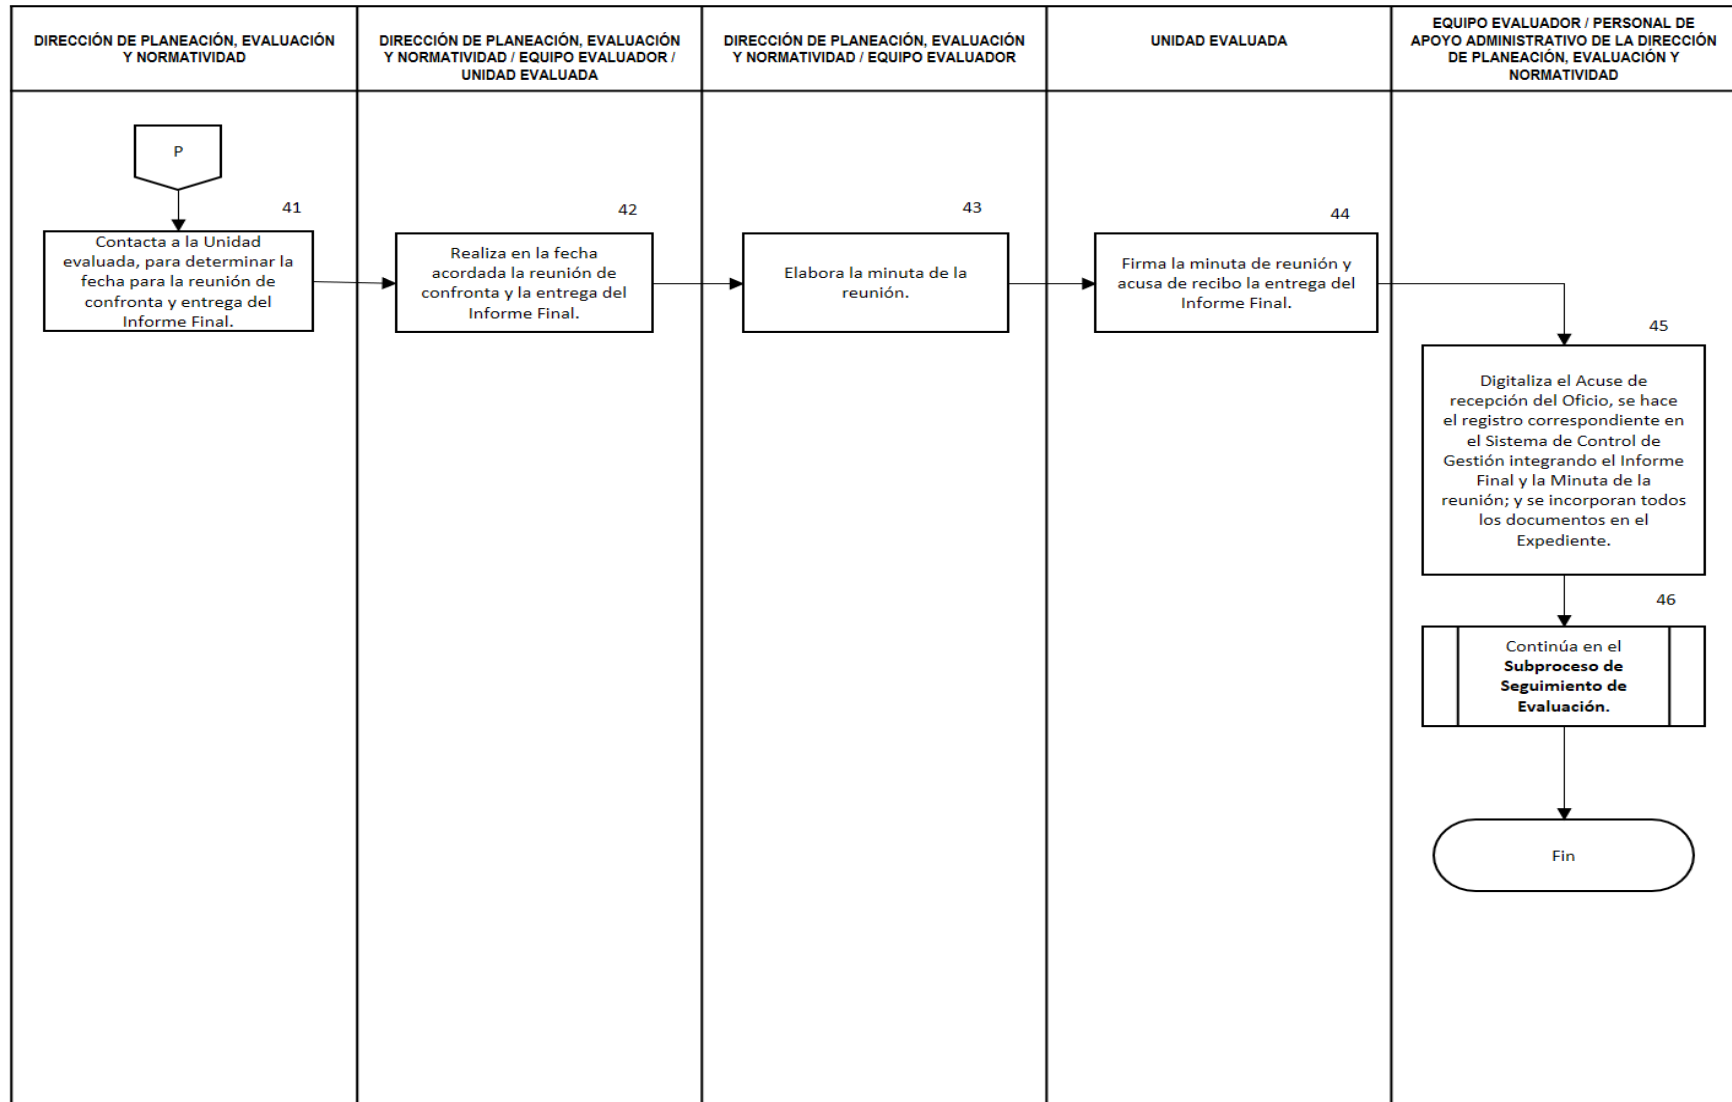 DIRECCIÓN DE PLANEACIÓN, EVALUACIÓN
Y NORMATIVIDAD
DIRECCIÓN DE PLANEACIÓN, EVALUACIÓN
Y NORMATIVIDAD / EQUIPO EVALUADOR /
UNIDAD EVALUADA
DIRECCIÓN DE PLANEACIÓN, EVALUACIÓN
Y NORMATIVIDAD / EQUIPO EVALUADOR
UNIDAD EVALUADA
EQUIPO EVALUADOR / PERSONAL DE
APOYO ADMINISTRATIVO DE LA DIRECCIÓN
DE PLANEACIÓN, EVALUACIÓN Y
NORMATIVIDAD
P
41
Contacta a la Unidad
evaluada, para determinar la
fecha para la reunión de
confronta y entrega del
Informe Final.
42
Realiza en la fecha
acordada la reunión de
confronta y la entrega del
Informe Final.
43
Elabora la minuta de la
reunión.
44
Firma la minuta de reunión y
acusa de recibo la entrega del
Informe Final.
45
Digitaliza el Acuse de
recepción del Oficio, se hace
el registro correspondiente en
el Sistema de Control de
Gestión integrando el Informe
Final y la Minuta de la
reunión; y se incorporan todos
los documentos en el
Expediente.
46
Continúa en el
Subproceso de
Seguimiento de
Evaluación.
Fin